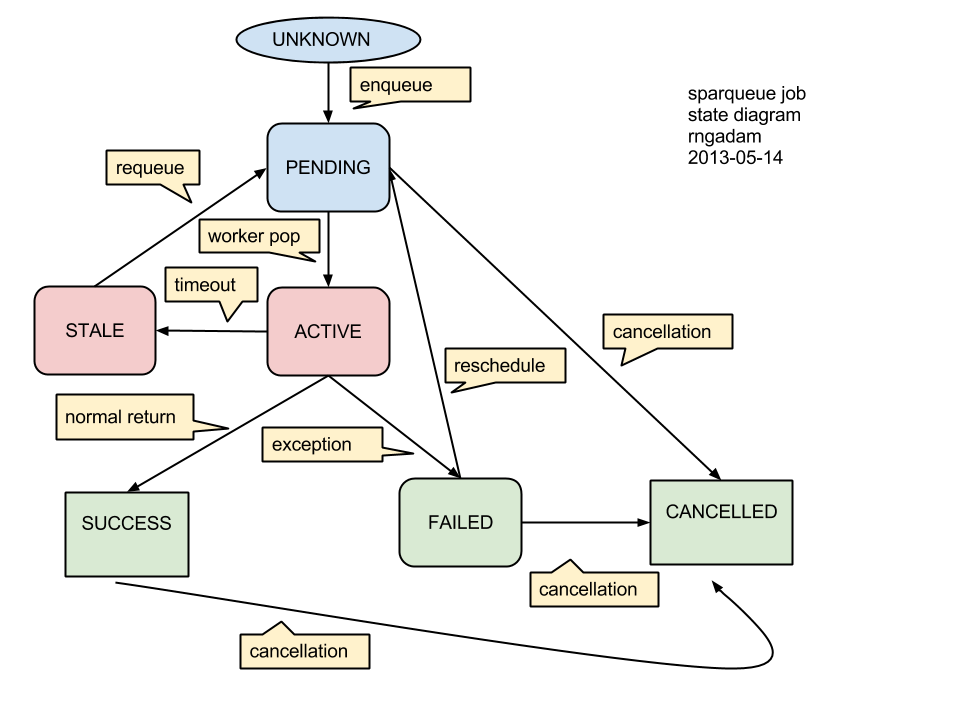 UNKNOWN
enqueue
sparqueue job
state diagram
rngadam
2013-05-14
PENDING
requeue
worker pop
timeout
STALE
ACTIVE
cancellation
reschedule
normal return
exception
SUCCESS
FAILED
CANCELLED
cancellation
cancellation